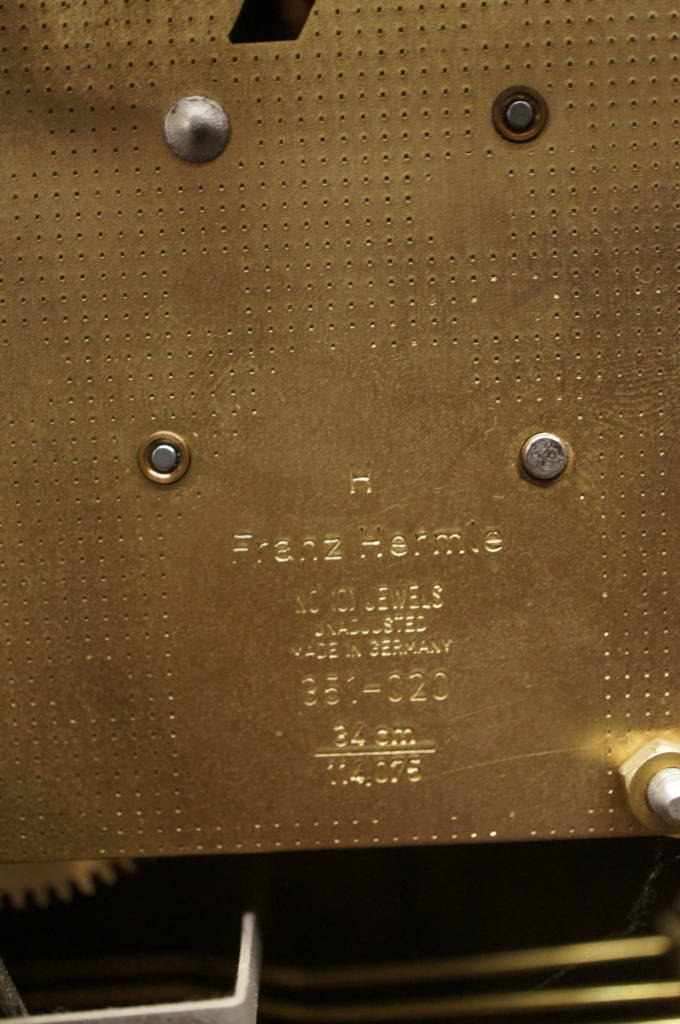 H
Franz Hermle
NO (0) JEWELS
UNADJUSTED
MADE IN GERMANY
351-020
34 cm
114,075